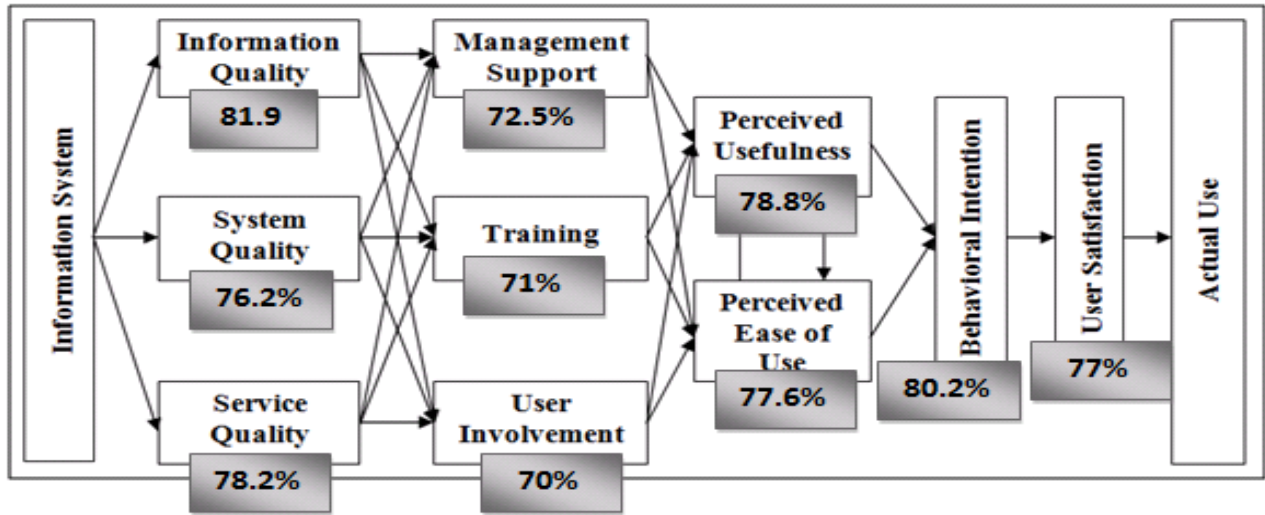 Information System
Information
Quality
81.9
System
Quality
76.2%
Service
Quality
78.2%
Management
Support
72.5%
Training
71%
User
Involvement
70%
Perceived
Usefulness
78.8%
Perceived
Ease of
Use
77.6%
Behavioral Intention
80.2%
User Satisfaction
77%
Actual Use